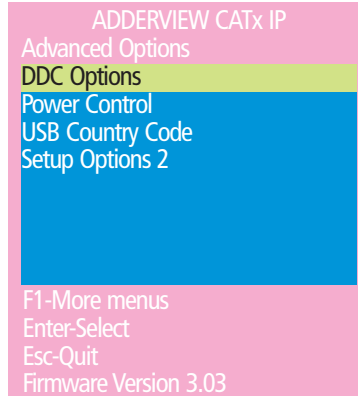 ADDERVIEW CATx IP
Advanced Options
DDC Options
Power Control
USB Country Code
Setup Options 2
F1-More menus
Enter-Select
Esc-Quit
Firmware Version 3.03